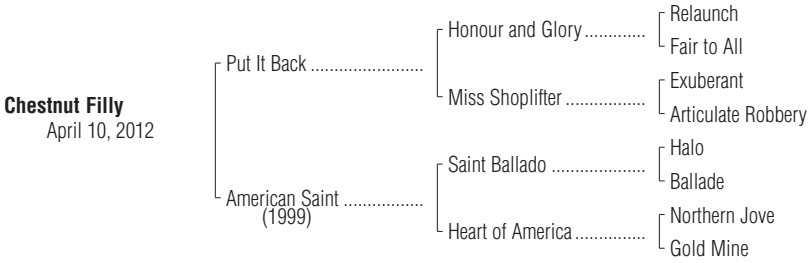 Relaunch
Honour and Glory.............
Fair to All
Put It Back .......................
Exuberant
Miss Shoplifter .................
Articulate Robbery
Chestnut Filly
April 10, 2012
Halo
Saint Ballado ....................
Ballade
American Saint .................
(1999)
Northern Jove
Heart of America...............
Gold Mine